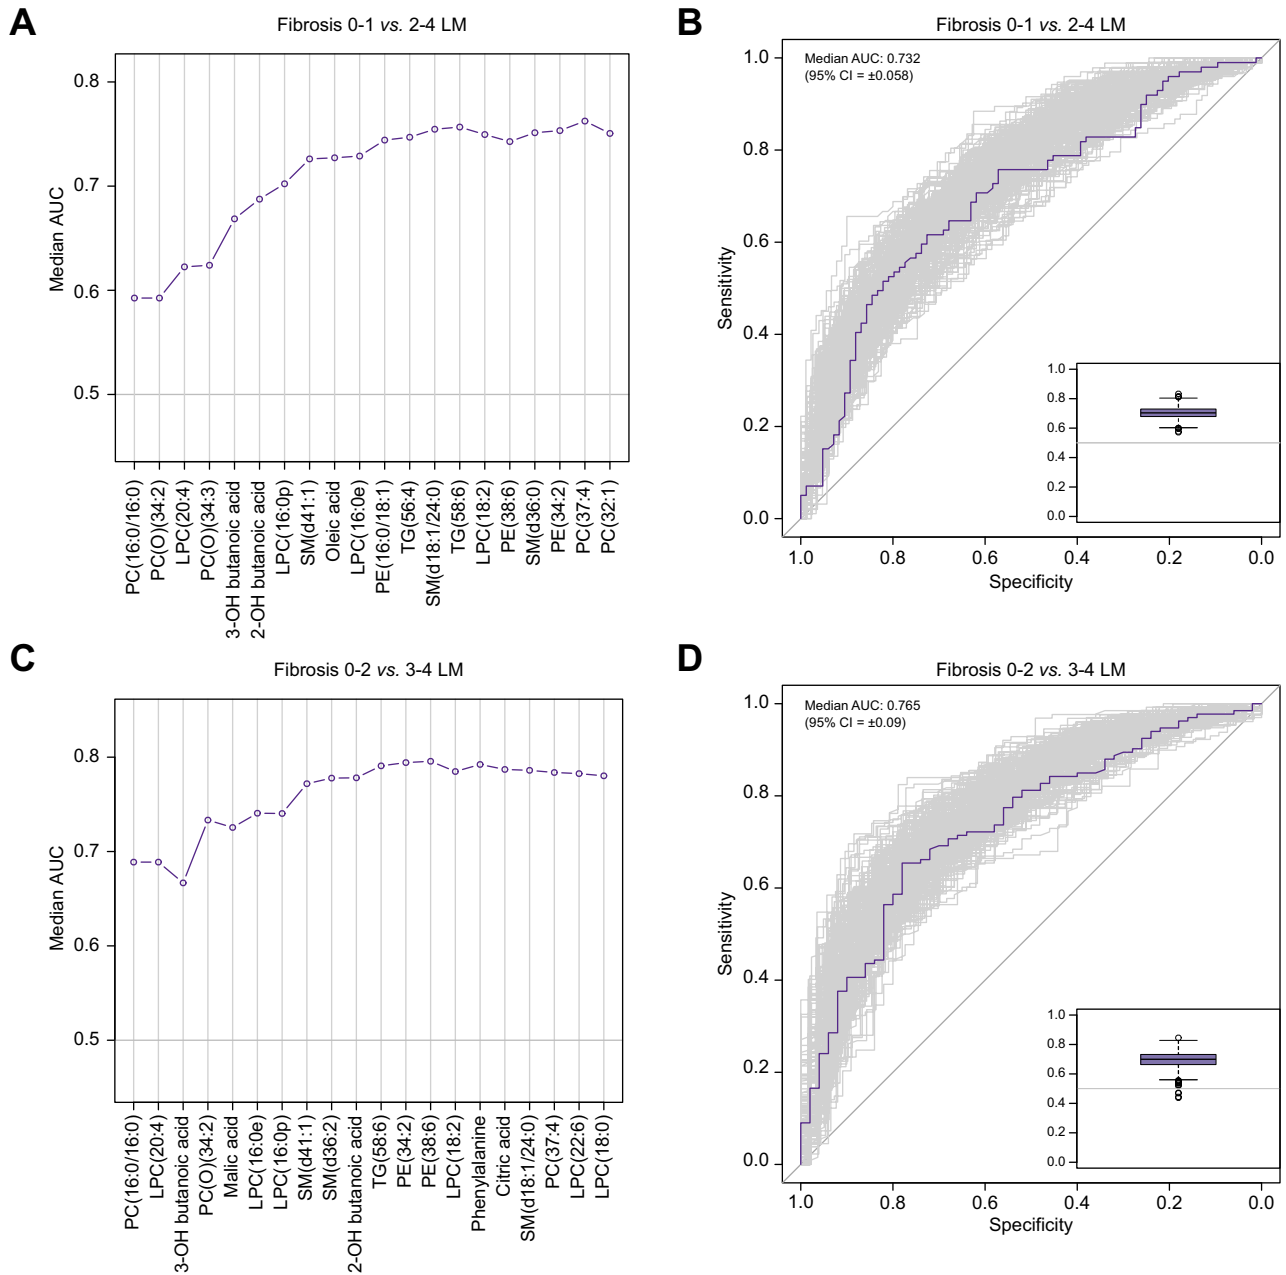 A
Fibrosis 0-1 vs. 2-4 LM
Median AUC
0.8
0.7
0.6
0.5
PC(16:0/16:0)
PC(O)(34:2)
LPC(20:4)
PC(O)(34:3)
3-OH butanoic acid
2-OH butanoic acid
LPC(16:0p)
SM(d41:1)
Oleic acid
LPC(16:0e)
PE(16:0/18:1)
TG(56:4)
SM(d18:1/24:0)
TG(58:6)
LPC(18:2)
PE(38:6)
SM(d36:0)
PE(34:2)
PC(37:4)
PC(32:1)
B
Fibrosis 0-1 vs. 2-4 LM
Median AUC: 0.732
(95% CI = ±0.058)
Sensitivity
1.0
0.8
0.6
0.4
0.2
0.0
1.0
0.8
0.6
0.4
0.2
0.0
1.0 0.8 0.6 0.4 0.2 0.0
Specificity
C
Fibrosis 0-2 vs. 3-4 LM
Median AUC
0.8
0.7
0.6
0.5
PC(16:0/16:0)
LPC(20:4)
3-OH butanoic acid
PC(O)(34:2)
Malic acid
LPC(16:0e)
LPC(16:0p)
SM(d41:1)
SM(d36:2)
2-OH butanoic acid
TG(58:6)
PE(34:2)
PE(38:6)
LPC(18:2)
Phenylalanine
Citric acid
SM(d18:1/24:0)
PC(37:4)
LPC(22:6)
LPC(18:0)
D
Fibrosis 0-2 vs. 3-4 LM
Median AUC: 0.765
(95% CI = ±0.09)
Sensitivity
1.0
0.8
0.6
0.4
0.2
0.0
1.0
0.8
0.6
0.4
0.2
0.0
1.0 0.8 0.6 0.4 0.2 0.0
Specificity